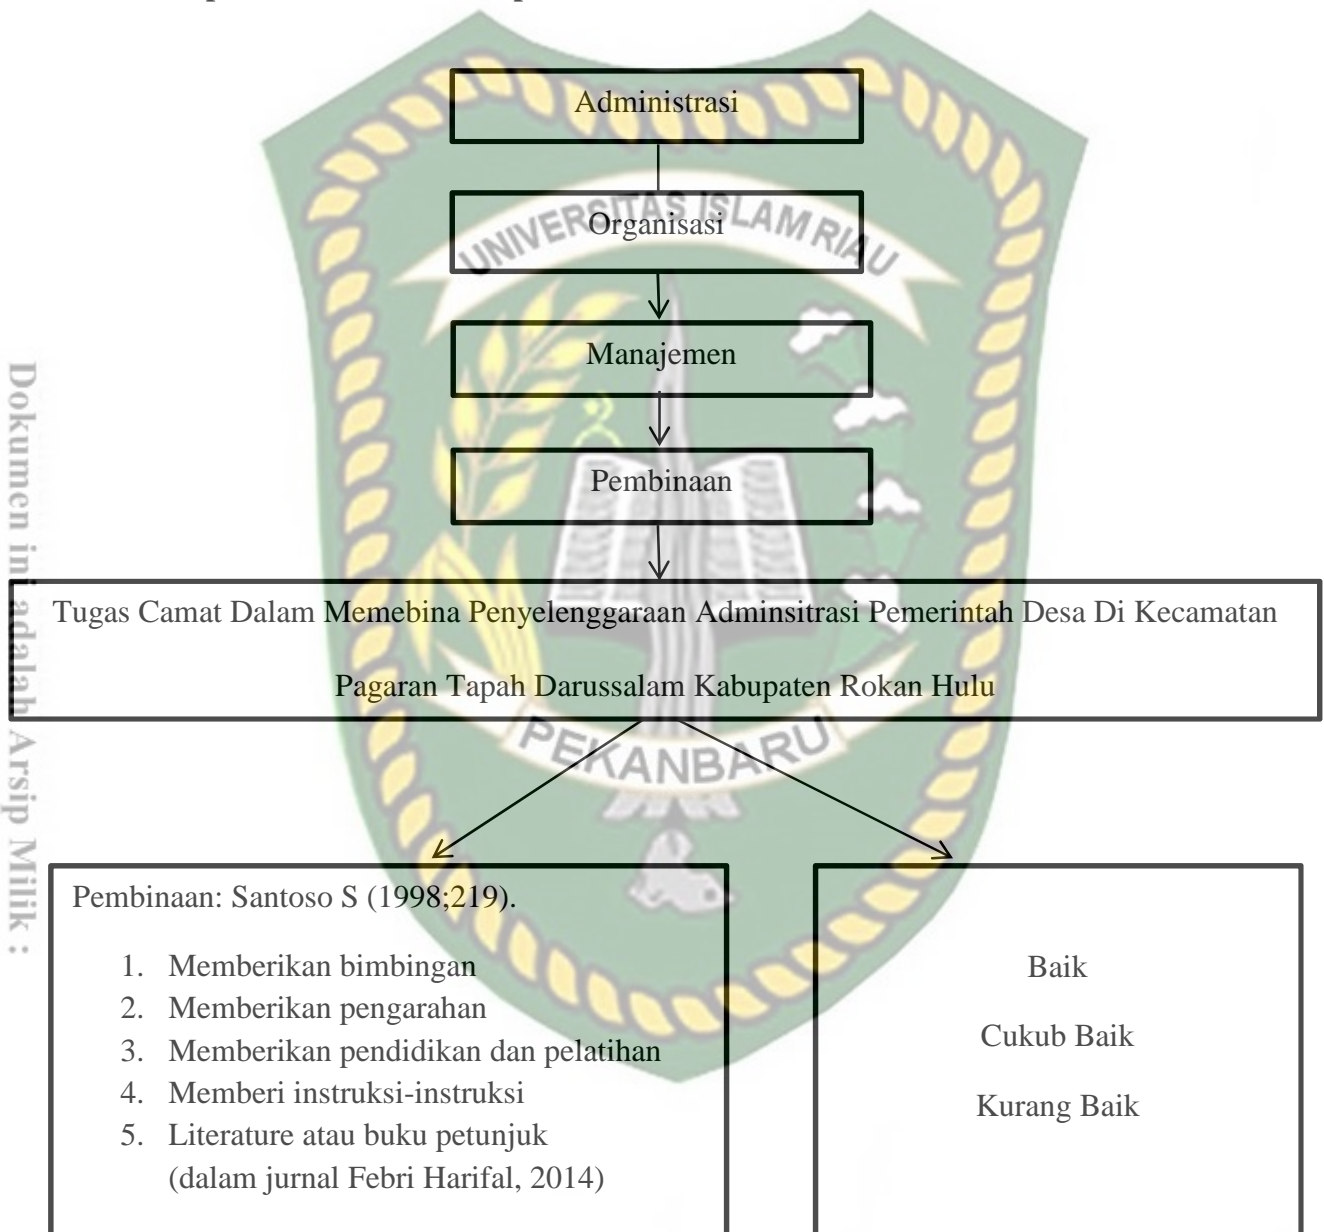 Administrasi
UNIVERSITAS ISLAM RIAU
Organisasi
Manajemen
Pembinaan
Tugas Camat Dalam Memebina Penyelenggaraan Adminsitrasi Pemerintah Desa Di Kecamatan
Pagaran Tapah Darussalam Kabupaten Rokan Hulu
PEKANBARU
Pembinaan: Santoso S (1998;219).
1. Memberikan bimbingan
2. Memberikan pengarahan
3. Memberikan pendidikan dan pelatihan
4. Memberi instruksi-instruksi
5. Literature atau buku petunjuk
(dalam jurnal Febri Harifal, 2014)
Baik
Cukub Baik
Kurang Baik
Dokumen ini adalah Arsip Milik :